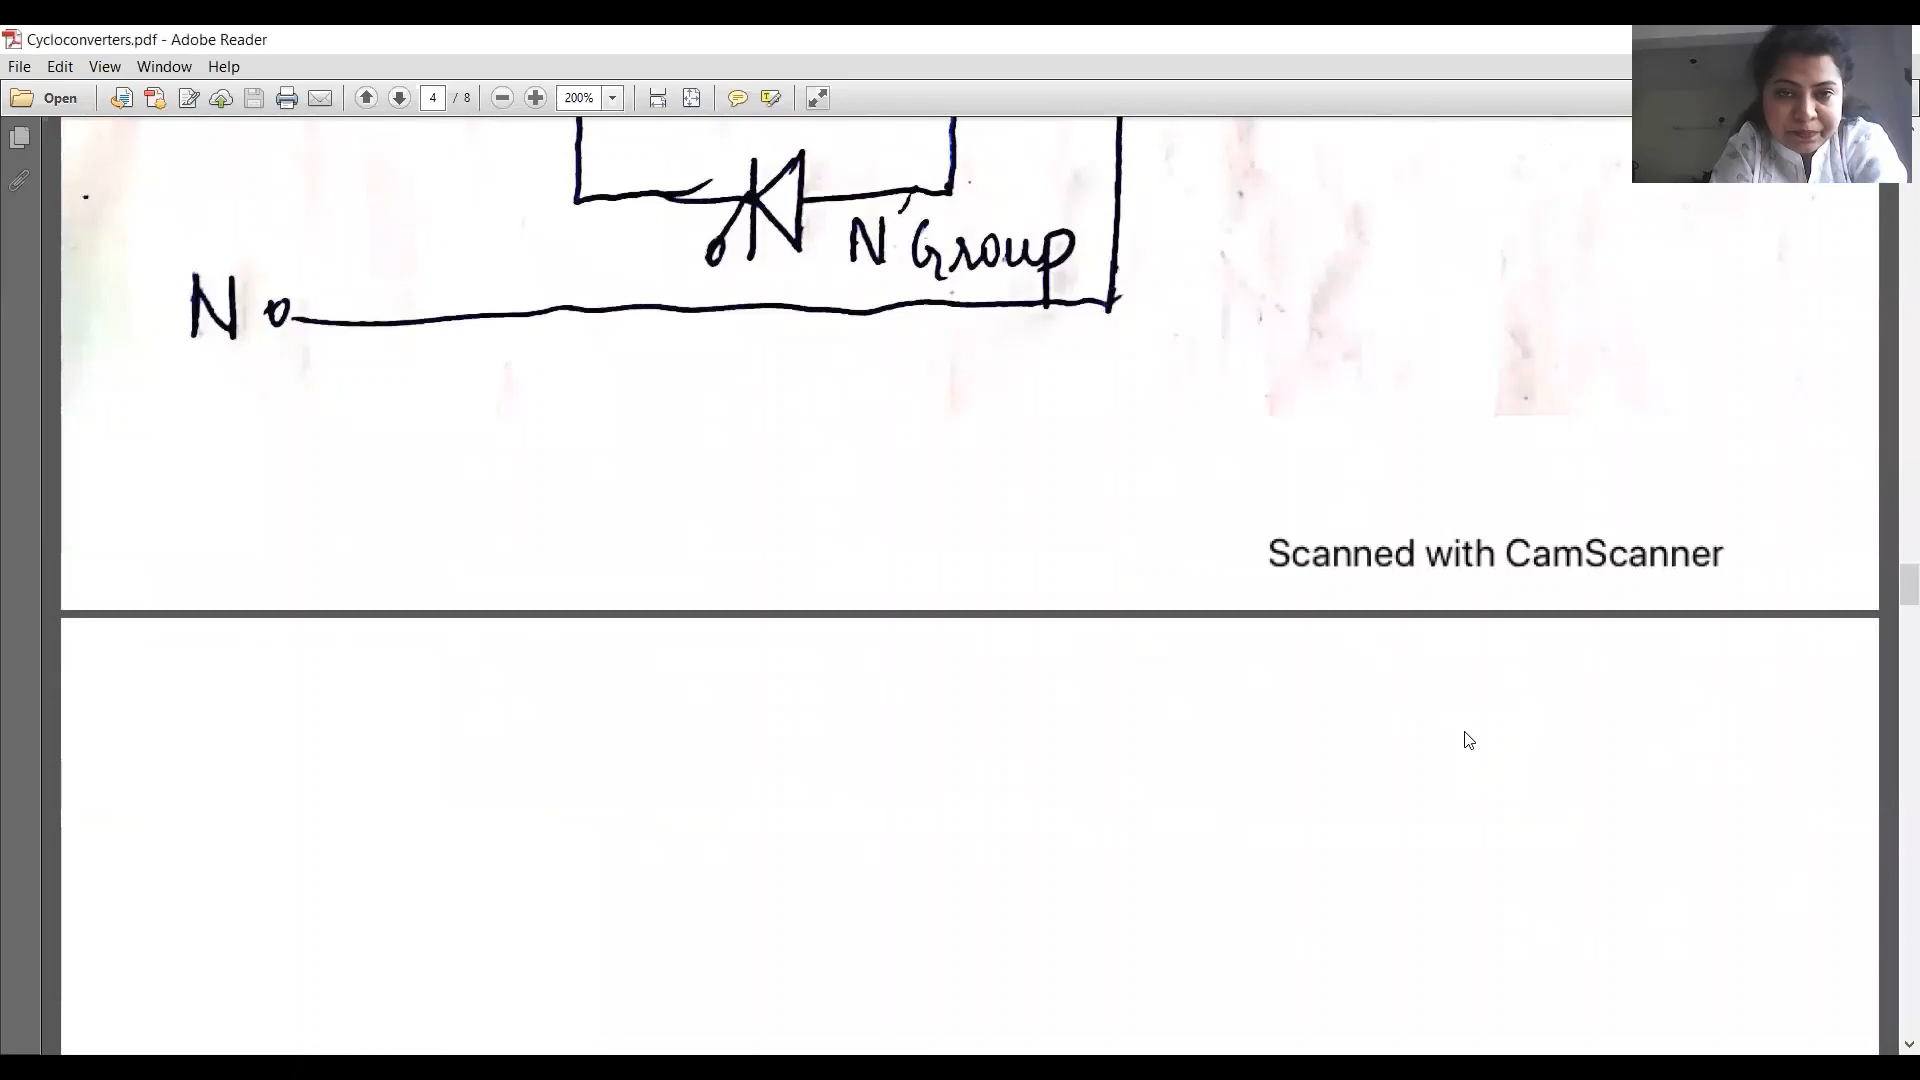 Cycloconverters.pdf - Adobe Reader
File Edit View Window Help
Open 4 / 8 200%
N Group
N
Scanned with CamScanner